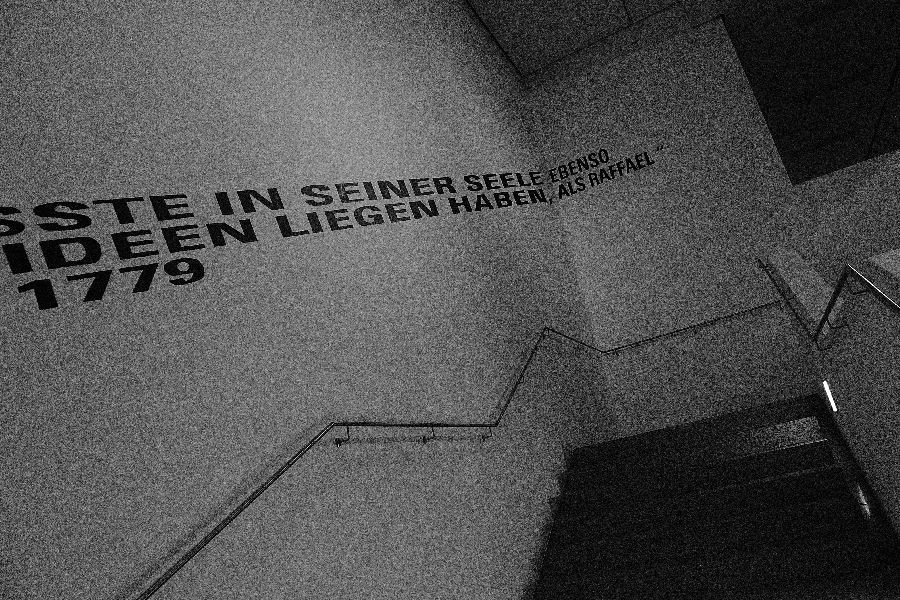 SSTE IN SEINER SEELE EBENSO
IDEEN LIEGEN HABEN, ALS RAFFAEL"
1779